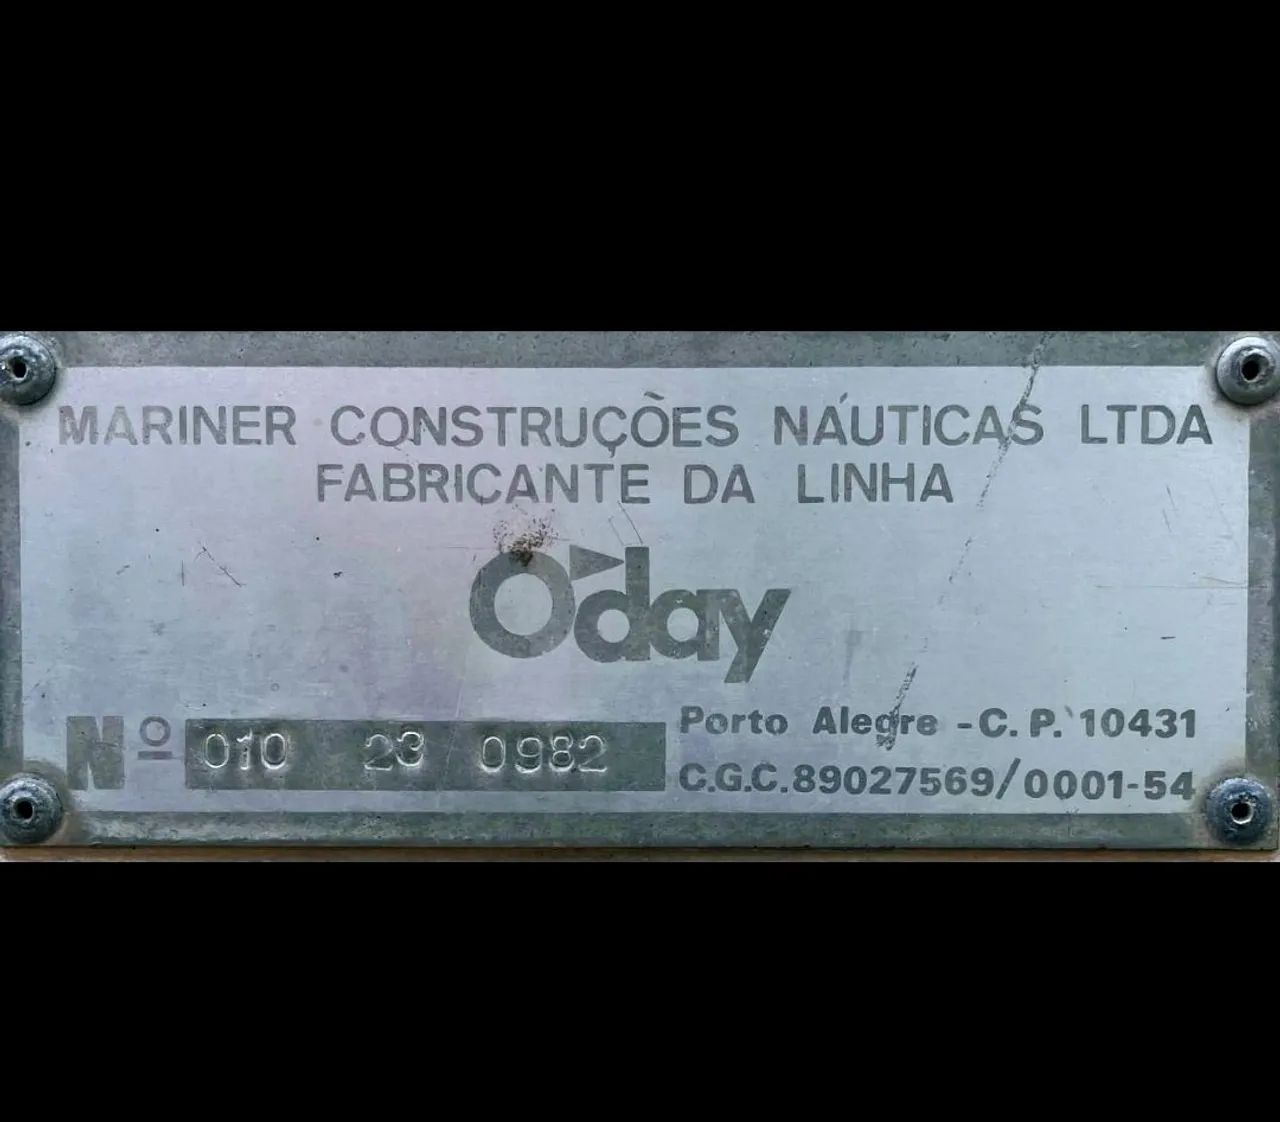 MARINER CONSTRUÇÕES NÁUTICAS LTDA
FABRICANTE DA LINHA
O'day
Nº 010 23 0982
Porto Alegre - C. P. 10431
C.G.C. 89027569/0001-54